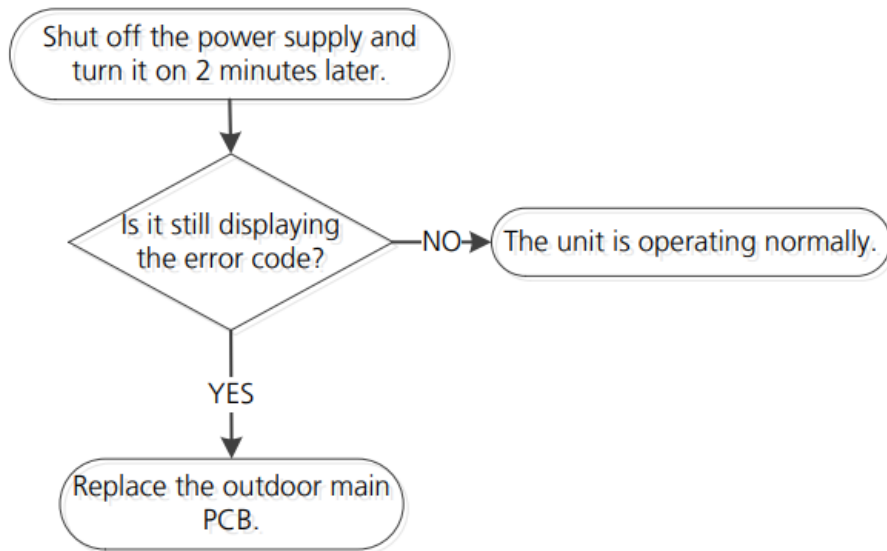 Shut off the power supply and
turn it on 2 minutes later.
Is it still displaying
the error code?
NO
The unit is operating normally.
YES
Replace the outdoor main
PCB.